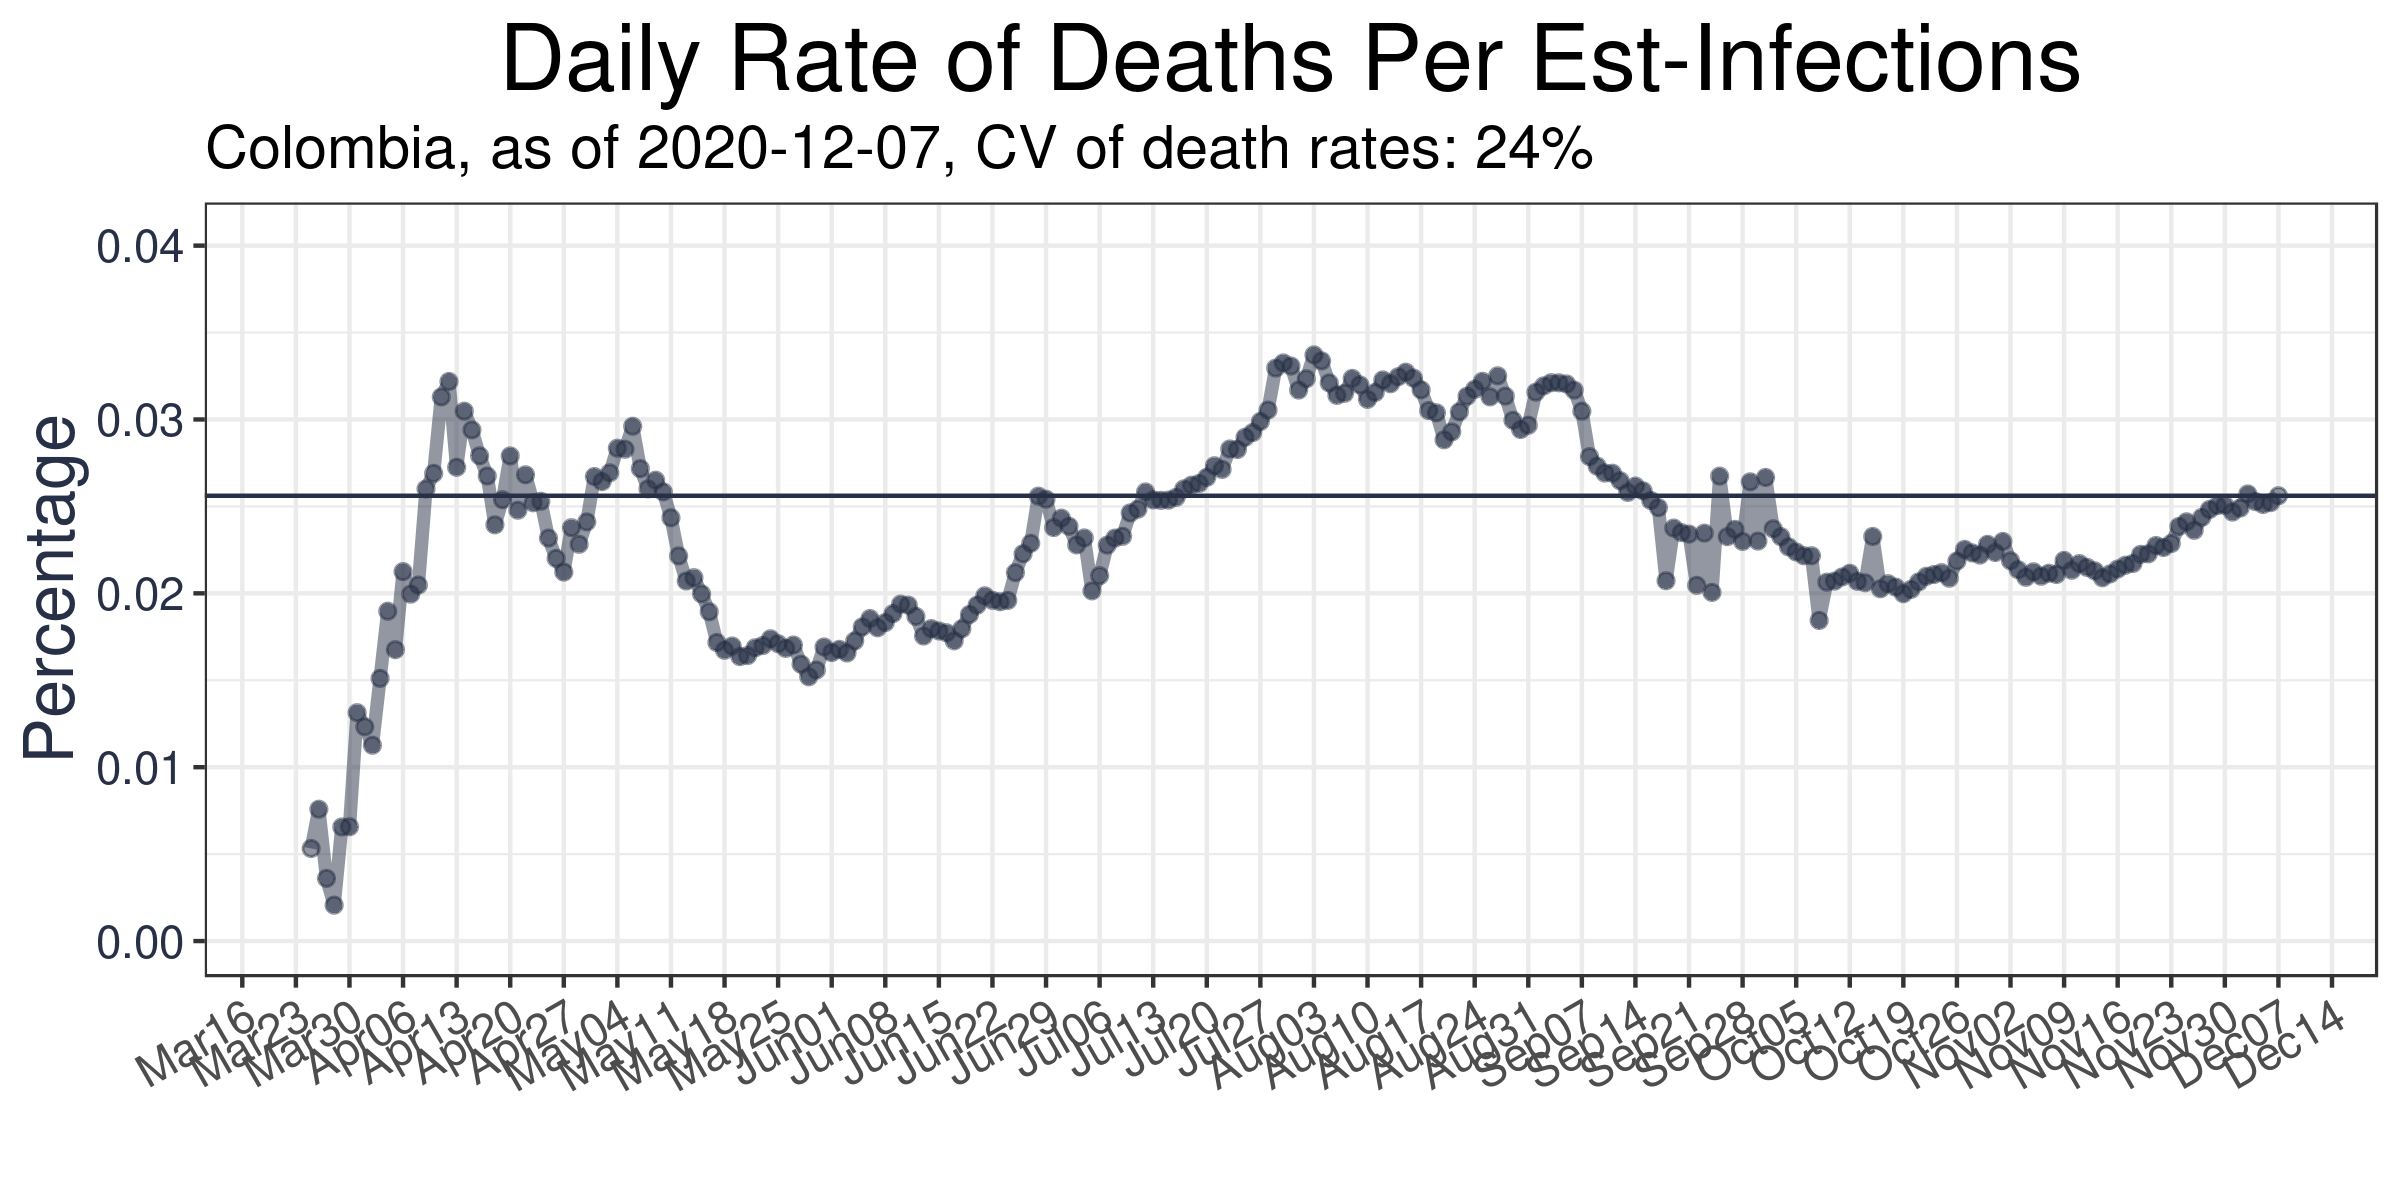 Daily Rate of Deaths Per Est-Infections
Colombia, as of 2020-12-07, CV of death rates: 24%
Percentage
0.04
0.03
0.02
0.01
0.00
Mar16
Mar23
Mar30
Apr06
Apr13
Apr20
Apr27
May04
May11
May18
May25
Jun01
Jun08
Jun15
Jun22
Jun29
Jul06
Jul13
Jul20
Jul27
Aug03
Aug10
Aug17
Aug24
Aug31
Sep07
Sep14
Sep21
Sep28
Oct05
Oct12
Oct19
Oct26
Nov02
Nov09
Nov16
Nov23
Nov30
Dec07
Dec14